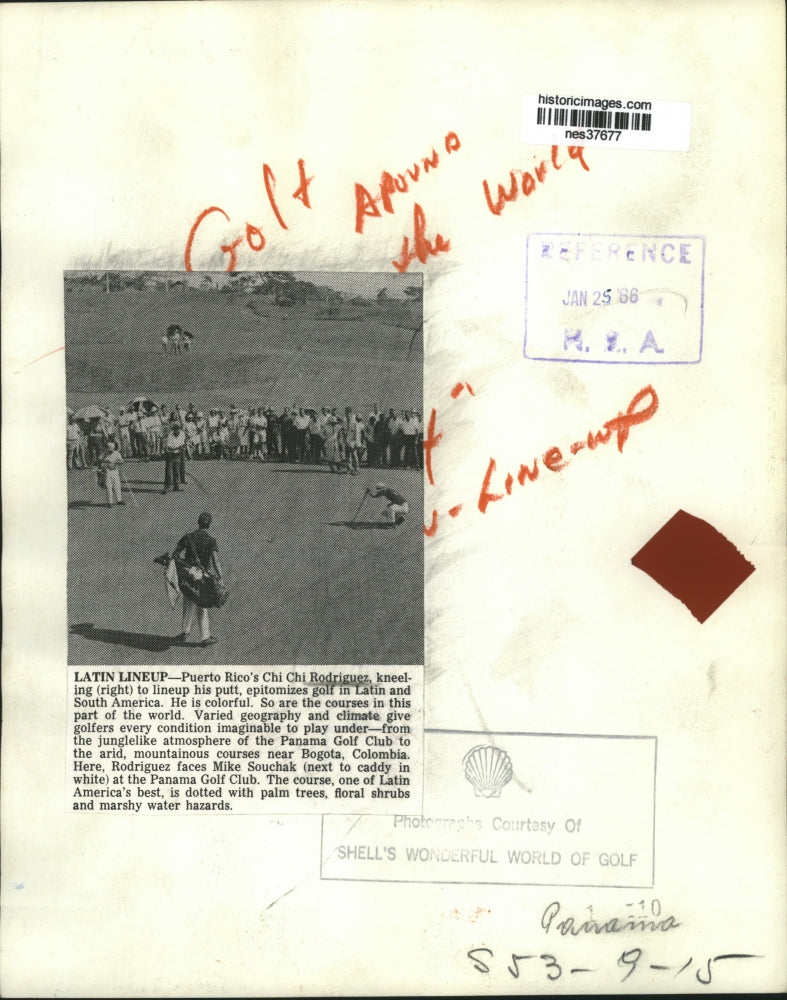 historicimages.com
nes37677
Golf AROUND
the World
REFERENCE
JAN 25 '66
N. E. A.
- LINE-UP
LATIN LINEUP—Puerto Rico's Chi Chi Rodriguez, kneel-
ing (right) to lineup his putt, epitomizes golf in Latin and
South America. He is colorful. So are the courses in this
part of the world. Varied geography and climate give
golfers every condition imaginable to play under—from
the junglelike atmosphere of the Panama Golf Club to
the arid, mountainous courses near Bogota, Colombia.
Here, Rodriguez faces Mike Souchak (next to caddy in
white) at the Panama Golf Club. The course, one of Latin
America's best, is dotted with palm trees, floral shrubs
and marshy water hazards.
Photographs Courtesy Of
SHELL'S WONDERFUL WORLD OF GOLF
1 -10
Panama
S53-9-15